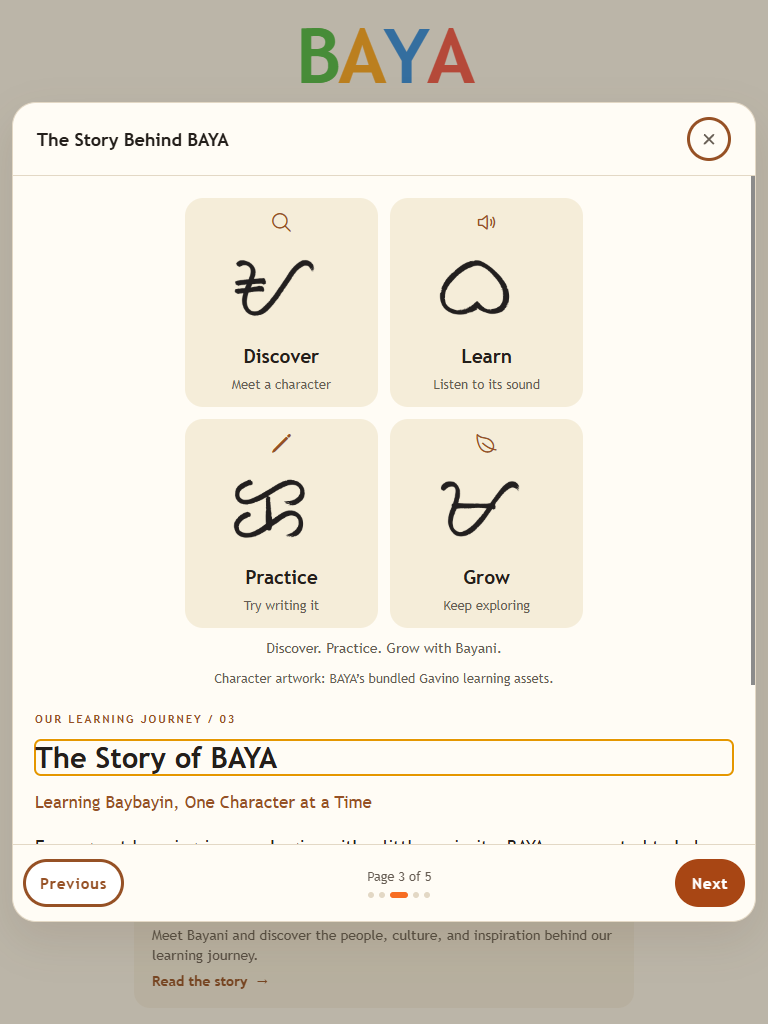 BAYA
The Story Behind BAYA
Discover
Meet a character
ᜊ
Learn
Listen to its sound
Practice
Try writing it
Grow
Keep exploring
Discover. Practice. Grow with Bayani.
Character artwork: BAYA's bundled Gavino learning assets.
OUR LEARNING JOURNEY / 03
The Story of BAYA
Learning Baybayin, One Character at a Time
Previous
Page 3 of 5
Next
Meet Bayani and discover the people, culture, and inspiration behind our
learning journey.
Read the story →